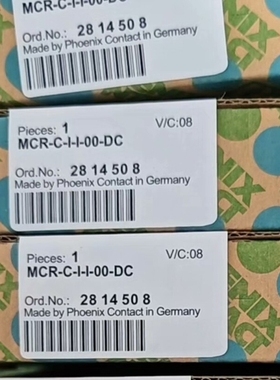 MCR-C-I-I-00-DC
Ord.No.: 28 14 50 8
Made by Phoenix Contact in Germany
Pieces: 1 V/C:08
MCR-C-I-I-00-DC
Ord.No.: 28 14 50 8
Made by Phoenix Contact in Germany
Pieces: 1 V/C:08
MCR-C-I-I-00-DC
Ord.No.: 28 14 50 8
Made by Phoenix Contact in Germany